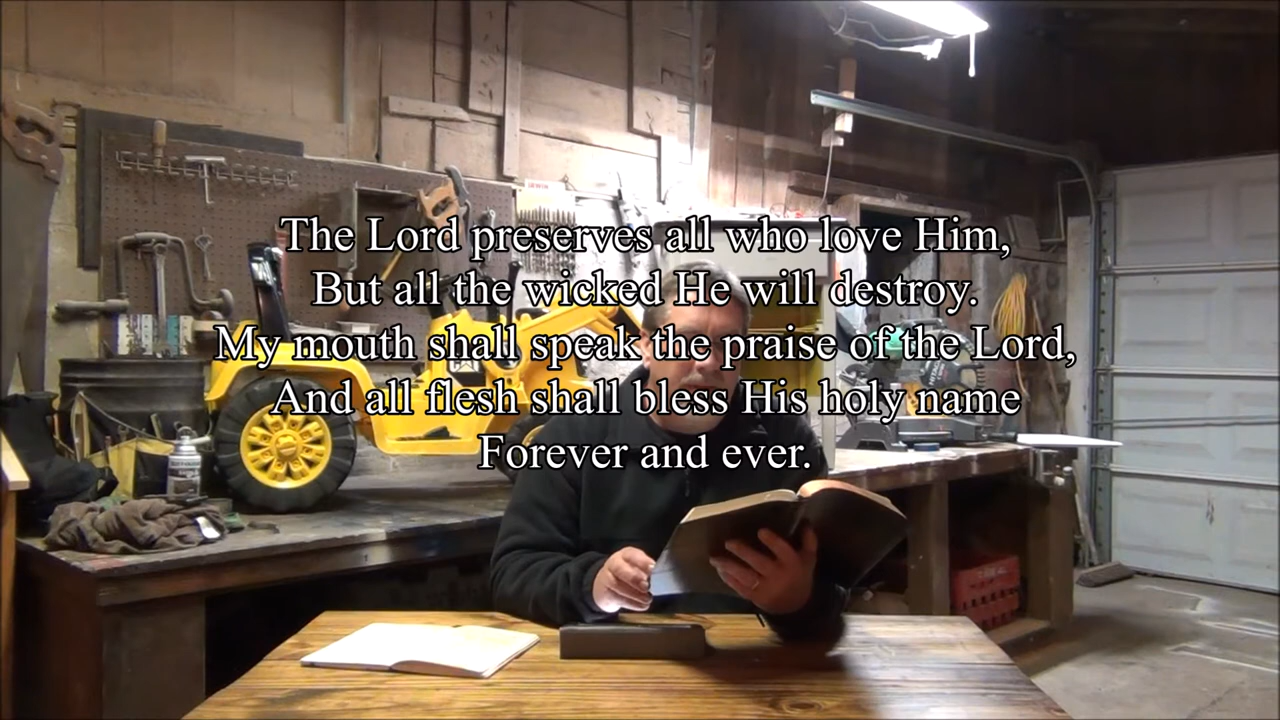 The Lord preserves all who love Him,
But all the wicked He will destroy.
My mouth shall speak the praise of the Lord,
And all flesh shall bless His holy name
Forever and ever.